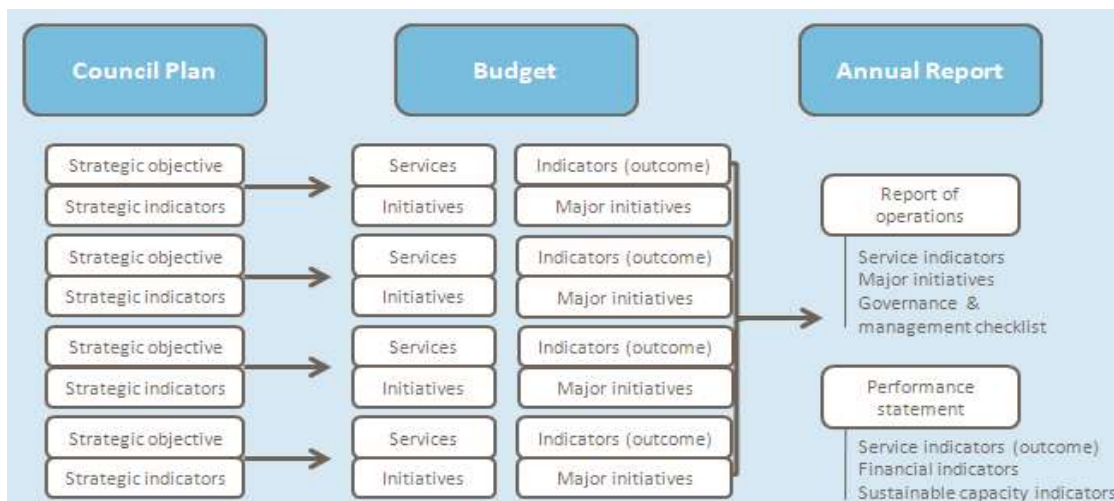 Council Plan
Budget
Annual Report
Strategic objective
Strategic indicators
Services
Initiatives
Indicators (outcome)
Major initiatives
Strategic objective
Strategic indicators
Services
Initiatives
Indicators (outcome)
Major initiatives
Strategic objective
Strategic indicators
Services
Initiatives
Indicators (outcome)
Major initiatives
Strategic objective
Strategic indicators
Services
Initiatives
Indicators (outcome)
Major initiatives
Report of
operations
Service indicators
Major initiatives
Governance &
management checklist
Performance
statement
Service indicators (outcome)
Financial indicators
Sustainable capacity indicators